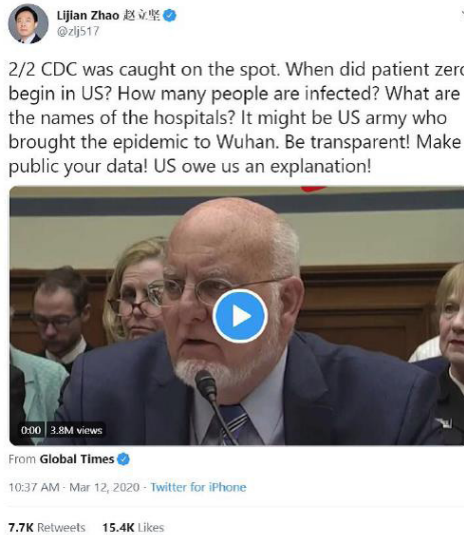 Lijian Zhao 赵立坚
@zlj517
2/2 CDC was caught on the spot. When did patient zero
begin in US? How many people are infected? What are
the names of the hospitals? It might be US army who
brought the epidemic to Wuhan. Be transparent! Make
public your data! US owe us an explanation!
0:00 3.8M views
From Global Times
10:37 AM · Mar 12, 2020 · Twitter for iPhone
7.7K Retweets 15.4K Likes